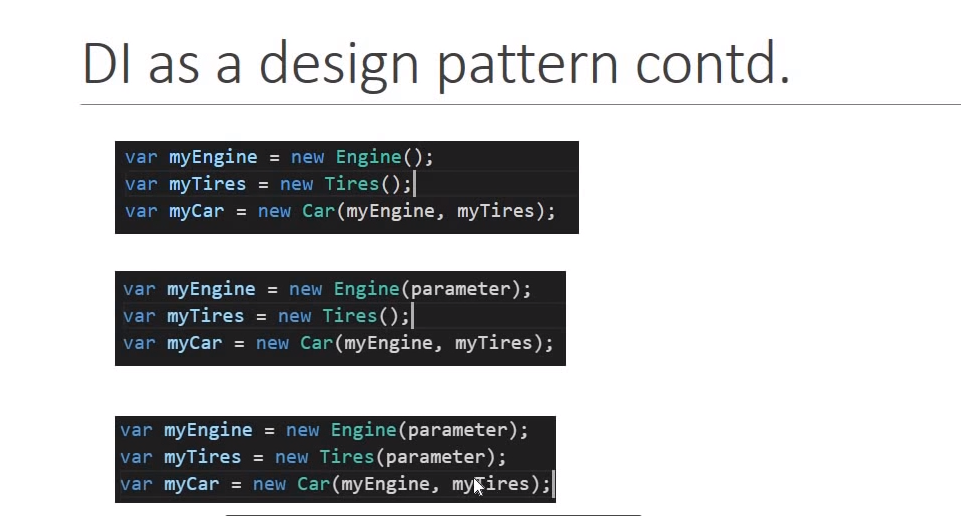 DI as a design pattern contd.
var myEngine = new Engine();
var myTires = new Tires();
var myCar = new Car(myEngine, myTires);
var myEngine = new Engine(parameter);
var myTires = new Tires();
var myCar = new Car(myEngine, myTires);
var myEngine = new Engine(parameter);
var myTires = new Tires(parameter);
var myCar = new Car(myEngine, myTires);